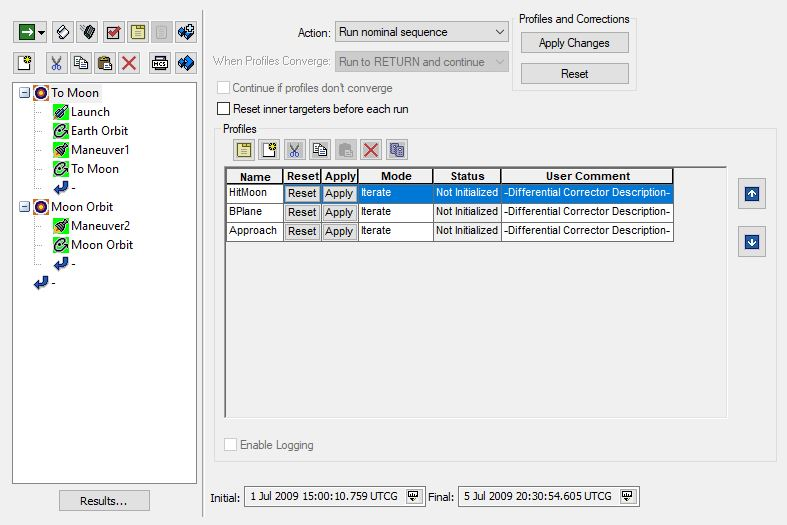 Action: Run nominal sequence
Profiles and Corrections
Apply Changes
When Profiles Converge: Run to RETURN and continue
Reset
Continue if profiles don't converge
Reset inner targeters before each run
MCS
To Moon
Launch
Earth Orbit
Maneuver1
To Moon
-
Moon Orbit
Maneuver2
Moon Orbit
-
-
Results...
Profiles
Name Reset Apply Mode Status User Comment
HitMoon Reset Apply Iterate Not Initialized -Differential Corrector Description-
BPlane Reset Apply Iterate Not Initialized -Differential Corrector Description-
Approach Reset Apply Iterate Not Initialized -Differential Corrector Description-
Enable Logging
Initial: 1 Jul 2009 15:00:10.759 UTCG Final: 5 Jul 2009 20:30:54.605 UTCG